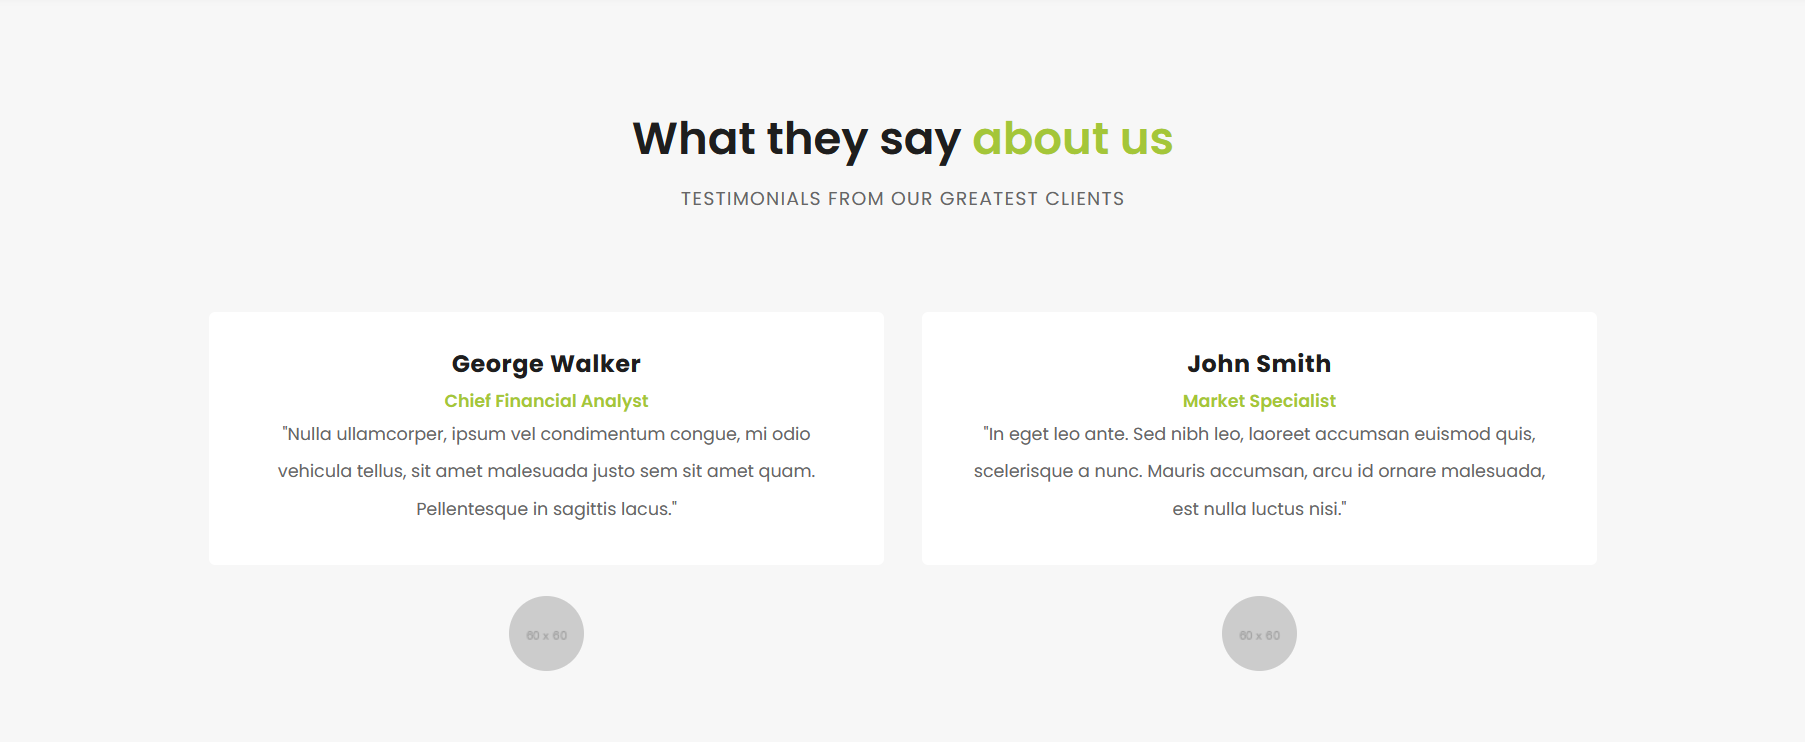 What they say about us
TESTIMONIALS FROM OUR GREATEST CLIENTS
George Walker
Chief Financial Analyst
"Nulla ullamcorper, ipsum vel condimentum congue, mi odio
vehicula tellus, sit amet malesuada justo sem sit amet quam.
Pellentesque in sagittis lacus."
60 x 60
John Smith
Market Specialist
"In eget leo ante. Sed nibh leo, laoreet accumsan euismod quis,
scelerisque a nunc. Mauris accumsan, arcu id ornare malesuada,
est nulla luctus nisi."
60 x 60